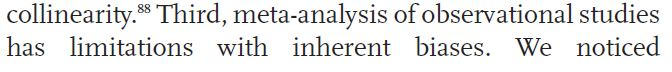 collinearity.⁸⁸ Third, meta-analysis of observational studies
has limitations with inherent biases. We noticed